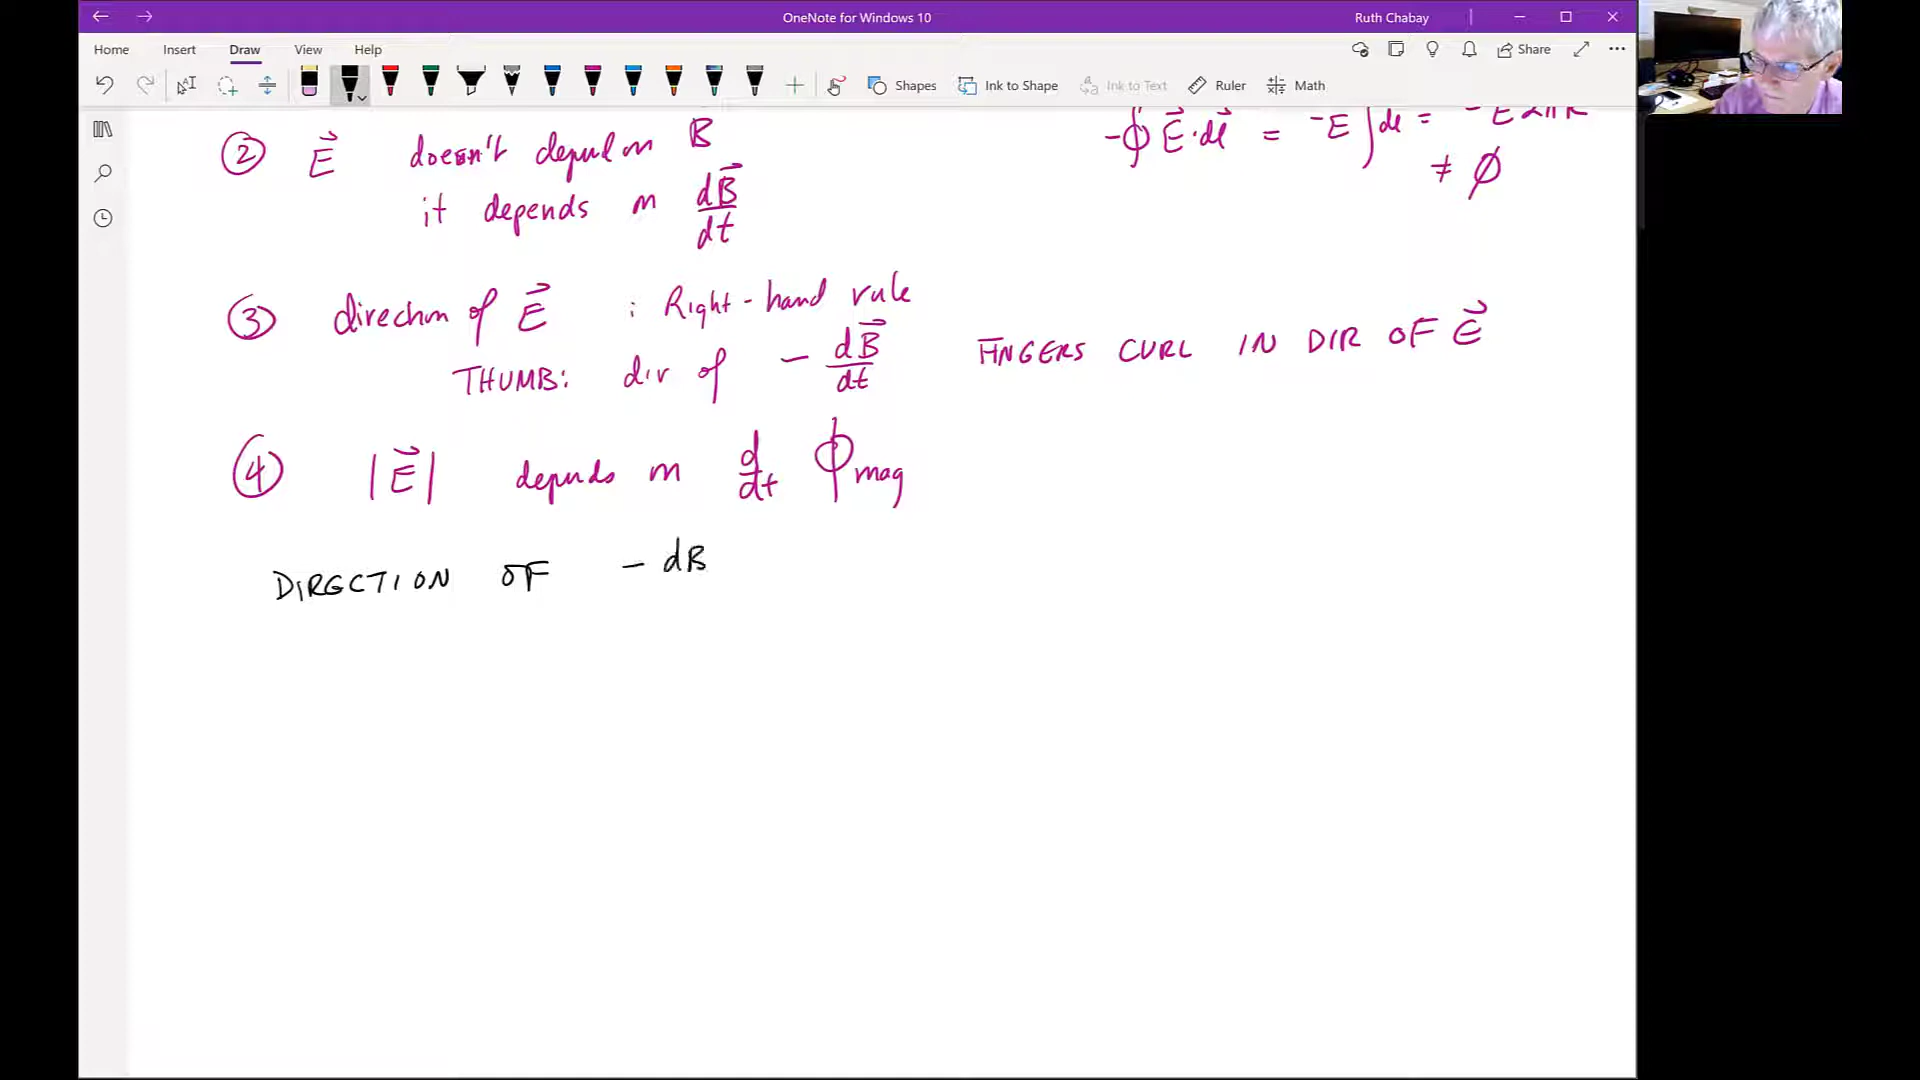 OneNote for Windows 10
Ruth Chabay
Home Insert Draw View Help
Share
Shapes Ink to Shape Ink to Text Ruler Math
② E⃗ doesn't depend on B
it depends on dB⃗/dt
-∮ E⃗·dl⃗ = -E ∫dl = -E2πR
≠ ∅
③ direction of E⃗ : Right-hand rule
THUMB: dir of - dB⃗/dt FINGERS CURL IN DIR OF E⃗
④ |E⃗| depends on d/dt Φmag
DIRECTION OF - dB